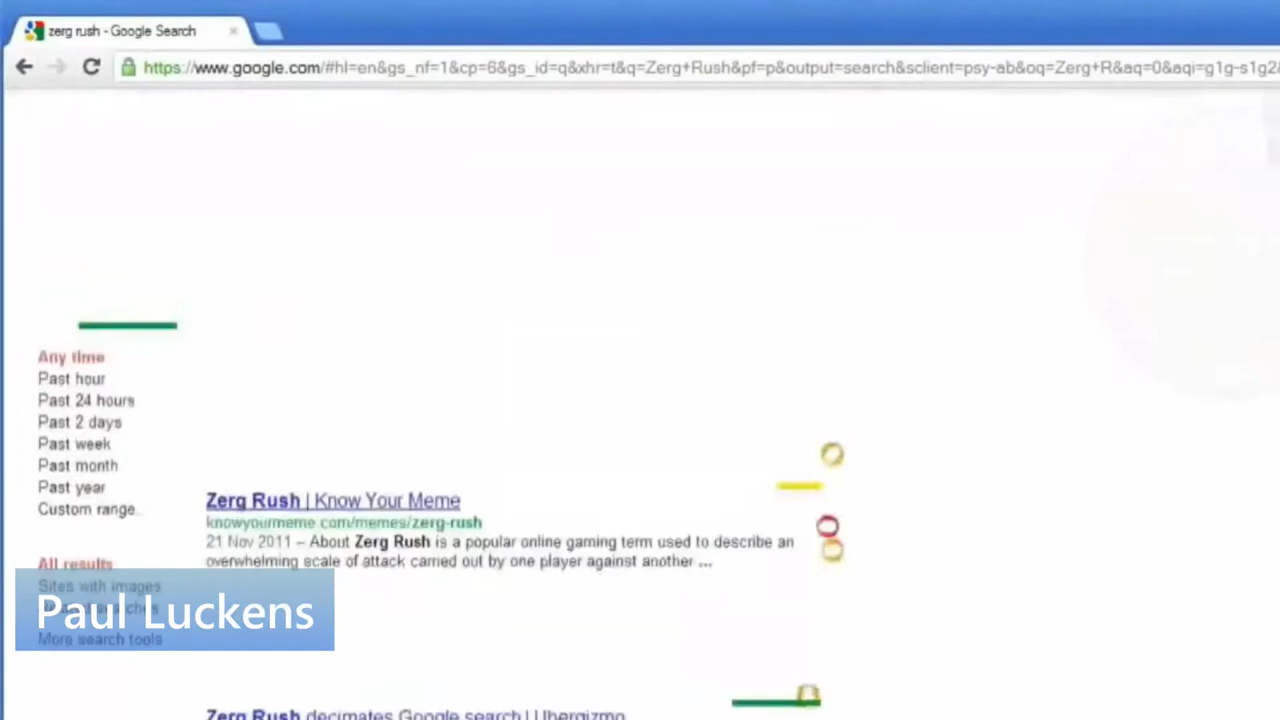 zerg rush - Google Search
https://www.google.com/#hl=en&gs_nf=1&cp=6&gs_id=q&xhr=t&q=Zerg+Rush&pf=p&output=search&sclient=psy-ab&oq=Zerg+R&aq=0&aqi=g1g-s1g2&
Any time
Past hour
Past 24 hours
Past 2 days
Past week
Past month
Past year
Custom range...
Zerg Rush | Know Your Meme
knowyourmeme.com/memes/zerg-rush
21 Nov 2011 – About Zerg Rush is a popular online gaming term used to describe an
overwhelming scale of attack carried out by one player against another ...
All results
Sites with images
Paul Luckens
More search tools
Zerg Rush decimates Google search | Ubergizmo